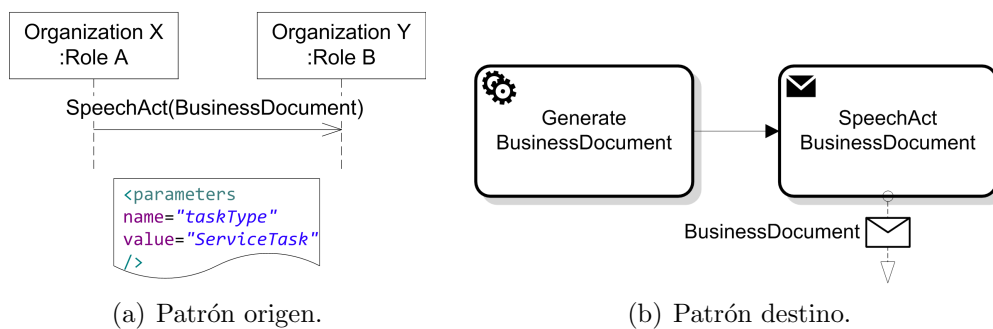 Organization X
:Role A
Organization Y
:Role B
SpeechAct(BusinessDocument)
<parameters
name="taskType"
value="ServiceTask"
/>
(a) Patrón origen.
Generate
BusinessDocument
SpeechAct
BusinessDocument
BusinessDocument
(b) Patrón destino.